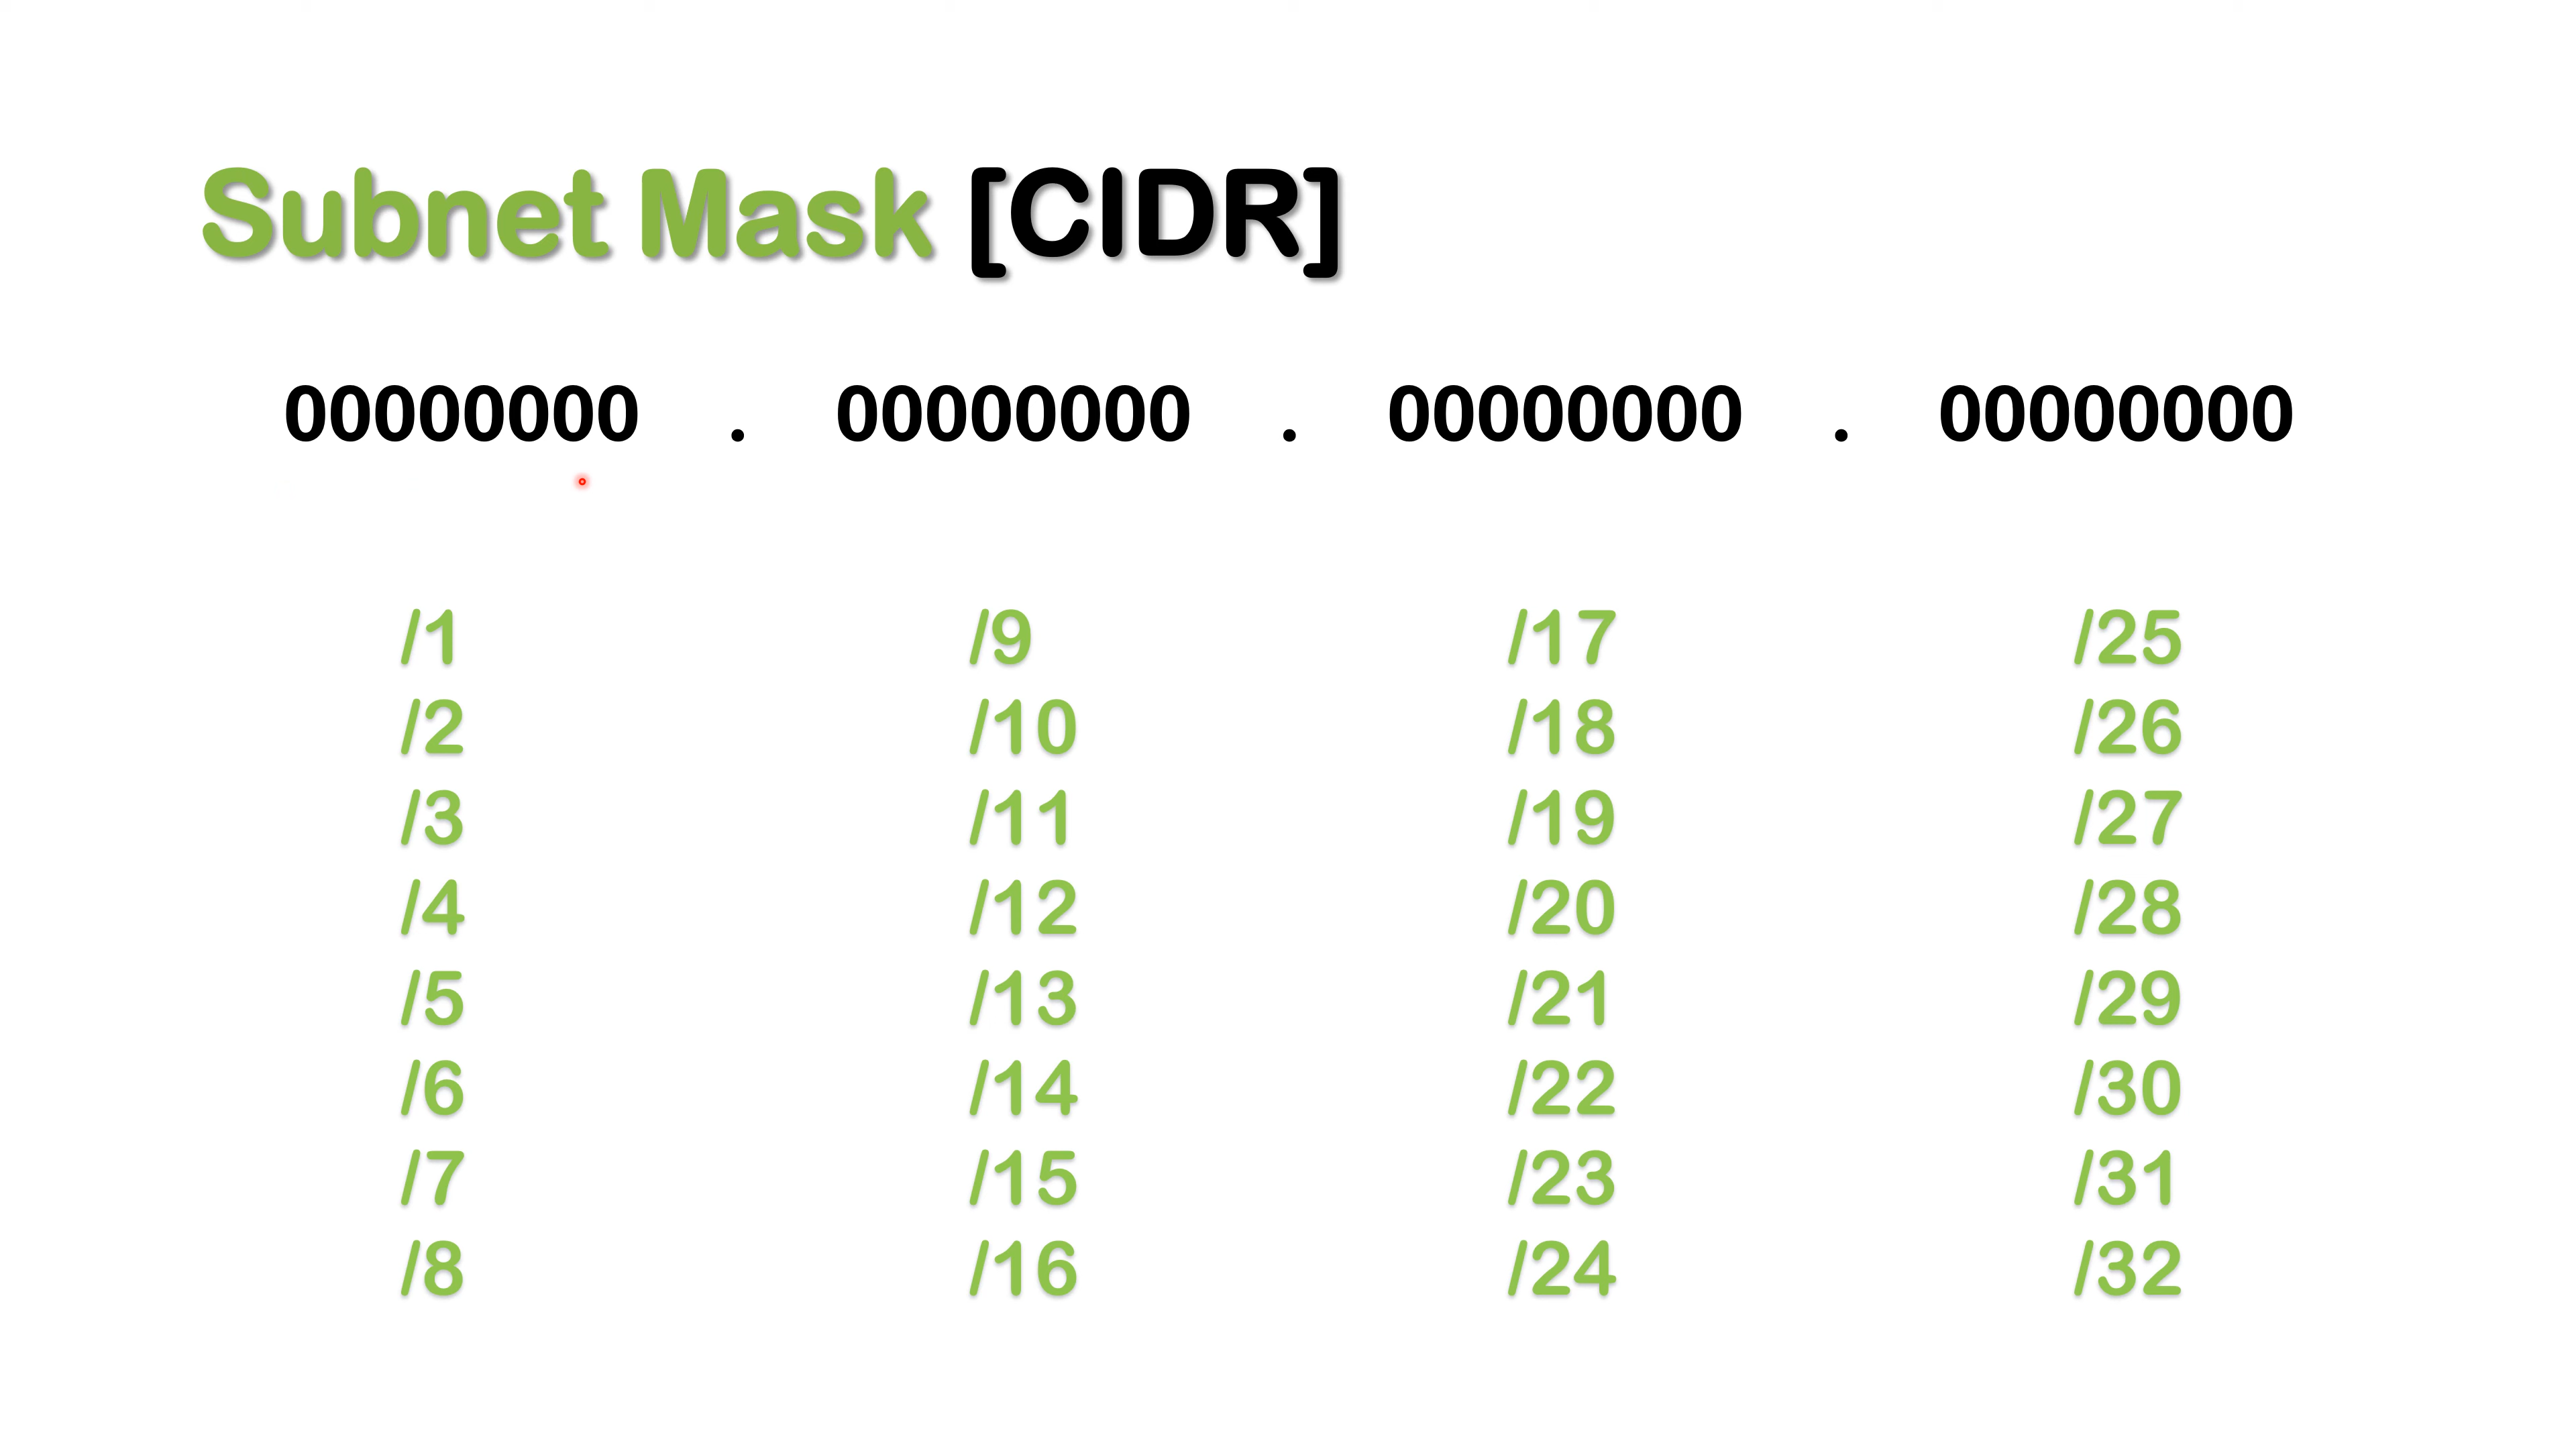 Subnet Mask [CIDR]
00000000 . 00000000 . 00000000 . 00000000
/1 /9 /17 /25
/2 /10 /18 /26
/3 /11 /19 /27
/4 /12 /20 /28
/5 /13 /21 /29
/6 /14 /22 /30
/7 /15 /23 /31
/8 /16 /24 /32